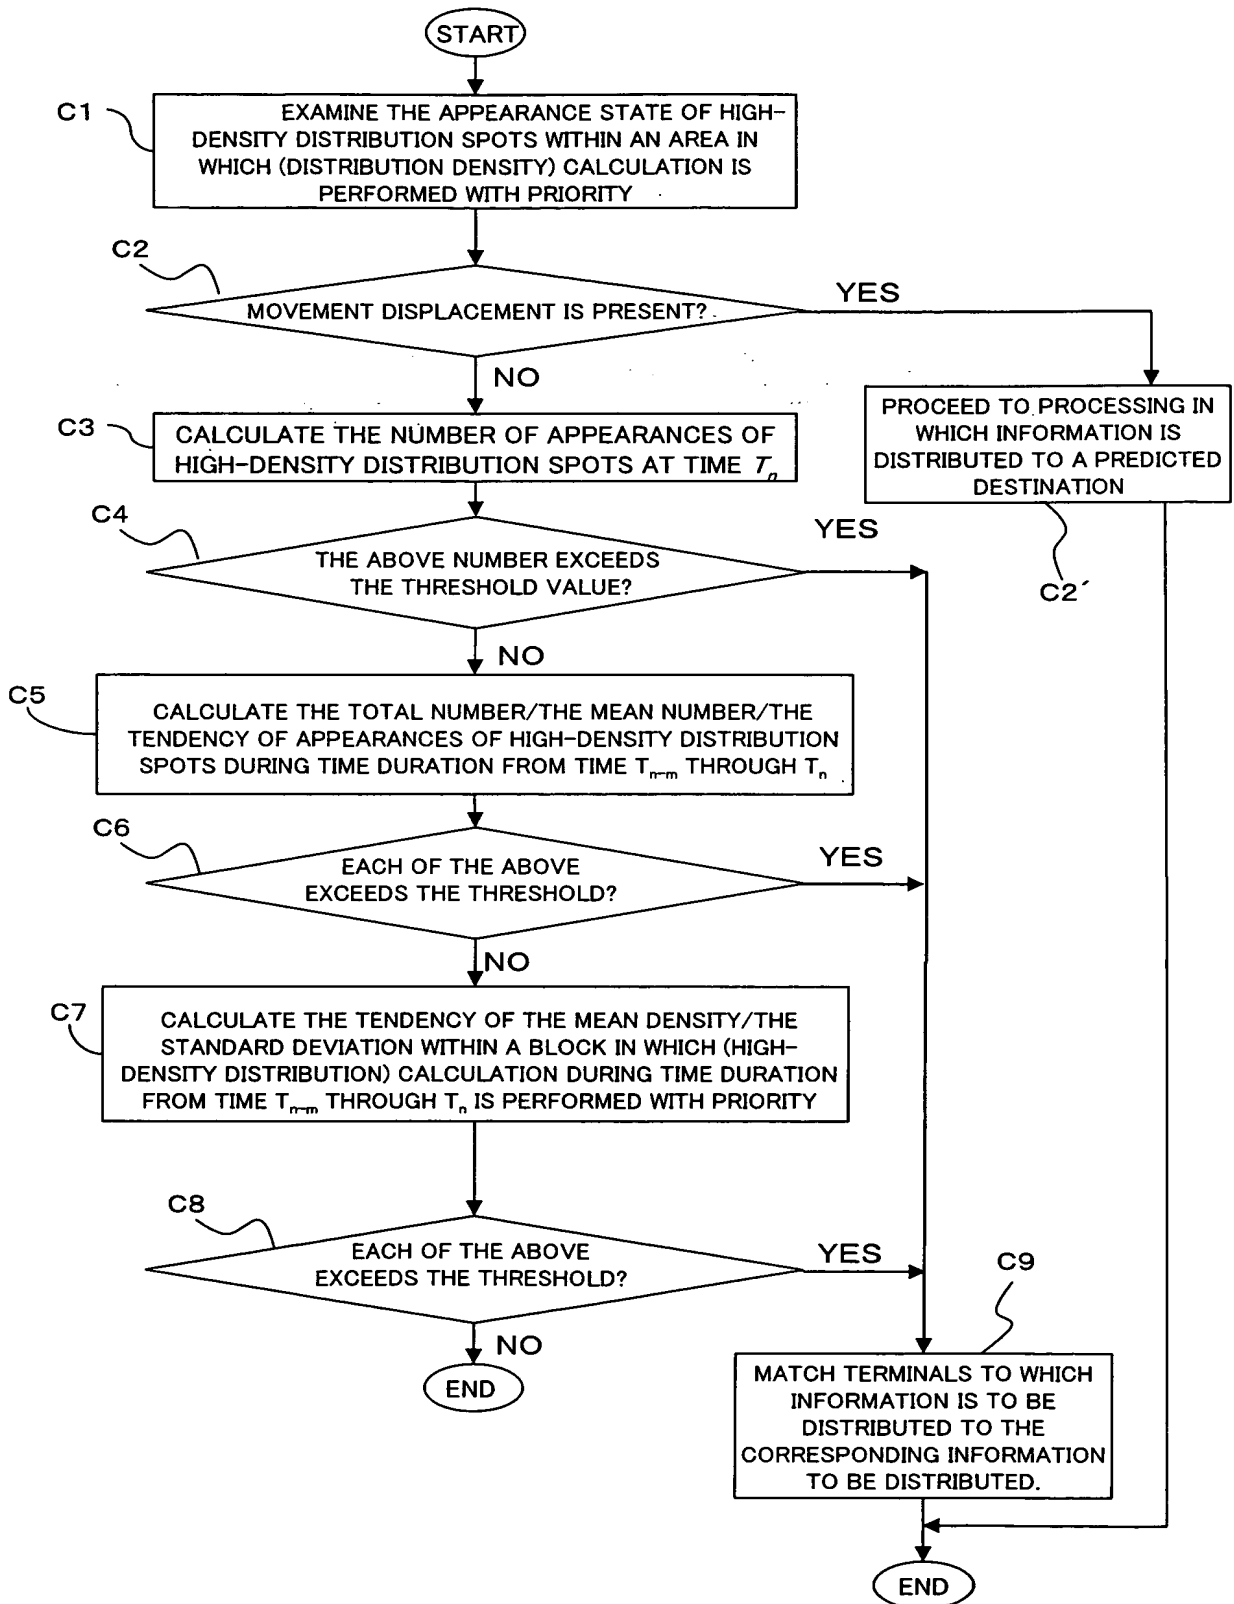 START
C1
EXAMINE THE APPEARANCE STATE OF HIGH-
DENSITY DISTRIBUTION SPOTS WITHIN AN AREA IN
WHICH (DISTRIBUTION DENSITY) CALCULATION IS
PERFORMED WITH PRIORITY
C2
MOVEMENT DISPLACEMENT IS PRESENT?
YES
NO
C3
CALCULATE THE NUMBER OF APPEARANCES OF
HIGH-DENSITY DISTRIBUTION SPOTS AT TIME Tn
PROCEED TO PROCESSING IN
WHICH INFORMATION IS
DISTRIBUTED TO A PREDICTED
DESTINATION
C2´
C4
THE ABOVE NUMBER EXCEEDS
THE THRESHOLD VALUE?
YES
NO
C5
CALCULATE THE TOTAL NUMBER/THE MEAN NUMBER/THE
TENDENCY OF APPEARANCES OF HIGH-DENSITY DISTRIBUTION
SPOTS DURING TIME DURATION FROM TIME Tn-m THROUGH Tn
C6
EACH OF THE ABOVE
EXCEEDS THE THRESHOLD?
YES
NO
C7
CALCULATE THE TENDENCY OF THE MEAN DENSITY/THE
STANDARD DEVIATION WITHIN A BLOCK IN WHICH (HIGH-
DENSITY DISTRIBUTION) CALCULATION DURING TIME DURATION
FROM TIME Tn-m THROUGH Tn IS PERFORMED WITH PRIORITY
C8
EACH OF THE ABOVE
EXCEEDS THE THRESHOLD?
YES
NO
END
C9
MATCH TERMINALS TO WHICH
INFORMATION IS TO BE
DISTRIBUTED TO THE
CORRESPONDING INFORMATION
TO BE DISTRIBUTED.
END